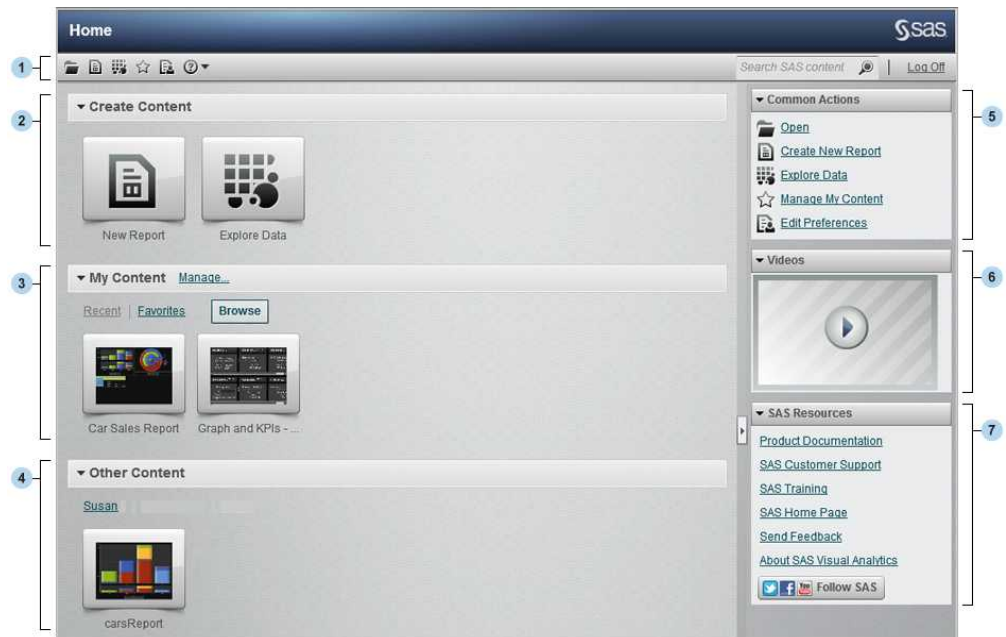 Home
sas
1
Search SAS content
Log Off
2
Create Content
New Report
Explore Data
3
My Content Manage...
Recent | Favorites Browse
Car Sales Report
Graph and KPIs - ...
4
Other Content
Susan
carsReport
Common Actions
5
Open
Create New Report
Explore Data
Manage My Content
Edit Preferences
Videos
6
SAS Resources
7
Product Documentation
SAS Customer Support
SAS Training
SAS Home Page
Send Feedback
About SAS Visual Analytics
Follow SAS